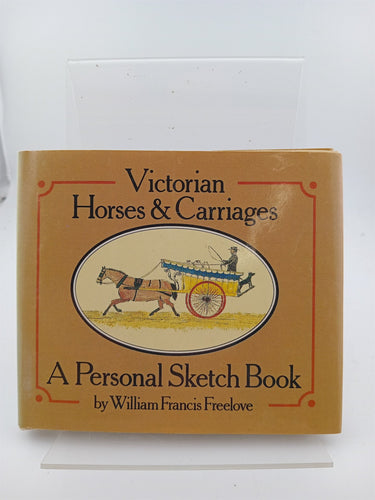 Victorian
Horses & Carriages
A Personal Sketch Book
by William Francis Freelove